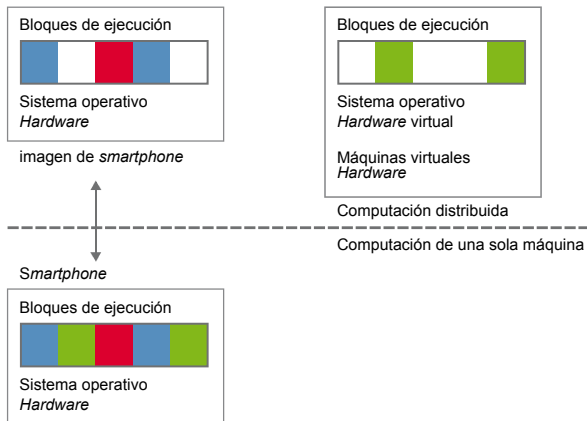 Bloques de ejecución
Sistema operativo
Hardware
imagen de smartphone
Bloques de ejecución
Sistema operativo
Hardware virtual
Máquinas virtuales
Hardware
Computación distribuida
Computación de una sola máquina
Smartphone
Bloques de ejecución
Sistema operativo
Hardware